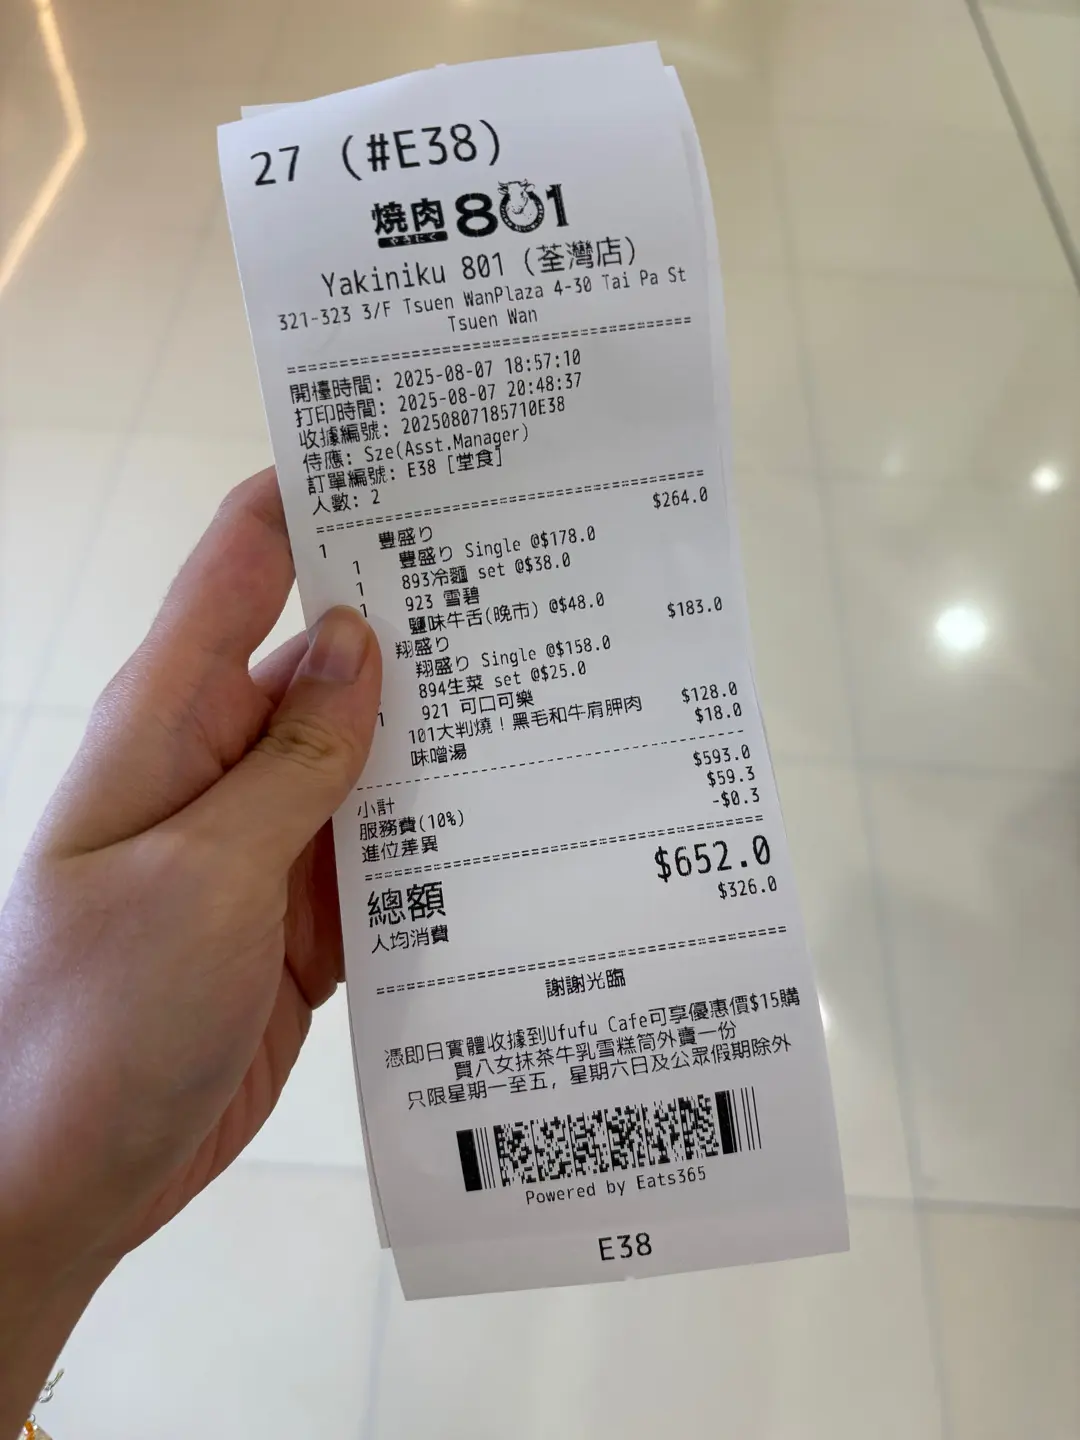 27 (#E38)
焼肉801
やきにく
Yakiniku 801 (荃灣店)
321-323 3/F Tsuen WanPlaza 4-30 Tai Pa St
Tsuen Wan
開檯時間: 2025-08-07 18:57:10
打印時間: 2025-08-07 20:48:37
收據編號: 20250807185710E38
侍應: Sze(Asst.Manager)
訂單編號: E38 [堂食]
人數: 2
1 豐盛り $264.0
1 豐盛り Single @$178.0
1 893冷麵 set @$38.0
1 923 雪碧
鹽味牛舌(晚市) @$48.0
翔盛り $183.0
翔盛り Single @$158.0
894生菜 set @$25.0
921 可口可樂
1 101大判燒！黑毛和牛肩胛肉 $128.0
味噌湯 $18.0
小計 $593.0
服務費(10%) $59.3
進位差異 -$0.3
總額 $652.0
人均消費 $326.0
謝謝光臨
憑即日實體收據到Ufufu Cafe可享優惠價$15購
買八女抹茶牛乳雪糕筒外賣一份
只限星期一至五, 星期六日及公眾假期除外
Powered by Eats365
E38